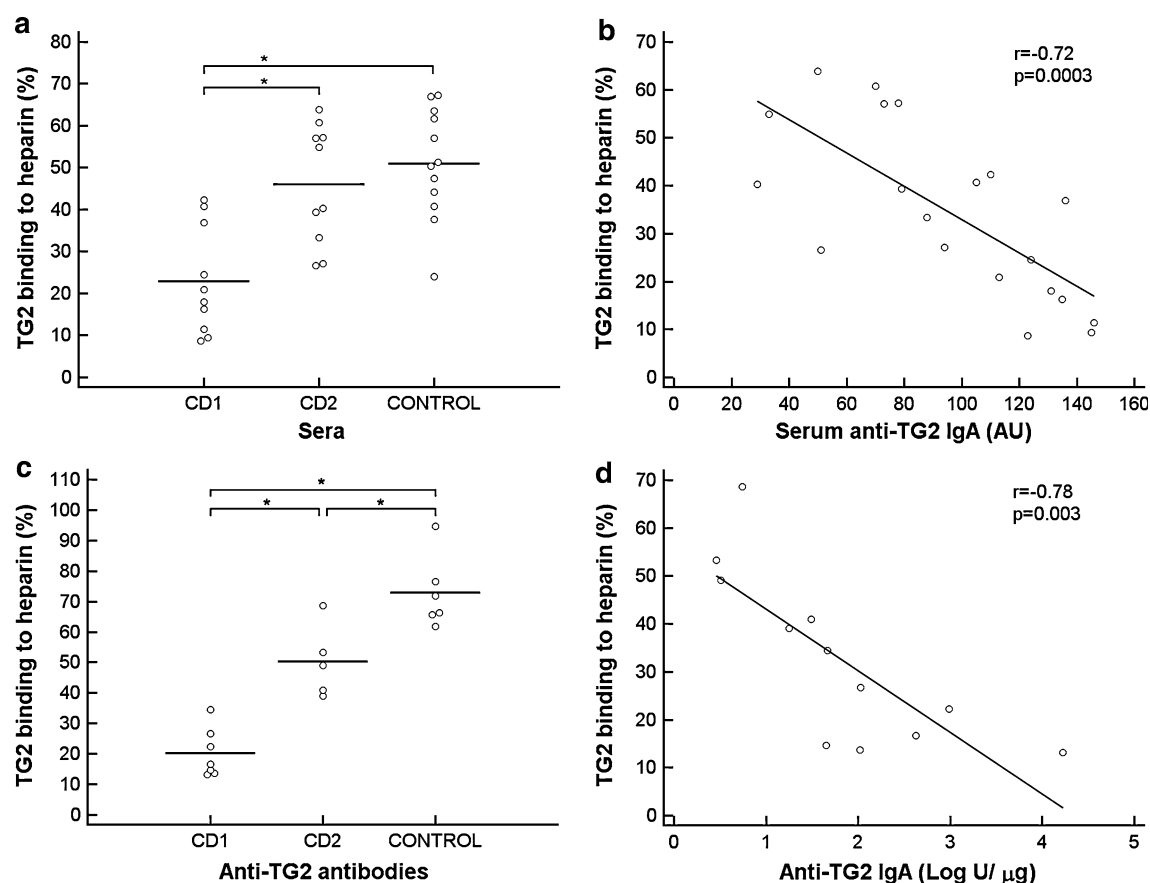 a
TG2 binding to heparin (%)
80
70
60
50
40
30
20
10
0
*
*
CD1 CD2 CONTROL
Sera
b
TG2 binding to heparin (%)
70
60
50
40
30
20
10
0
r=-0.72
p=0.0003
0 20 40 60 80 100 120 140 160
Serum anti-TG2 IgA (AU)
c
TG2 binding to heparin (%)
110
100
90
80
70
60
50
40
30
20
10
0
*
* *
CD1 CD2 CONTROL
Anti-TG2 antibodies
d
TG2 binding to heparin (%)
70
60
50
40
30
20
10
0
r=-0.78
p=0.003
0 1 2 3 4 5
Anti-TG2 IgA (Log U/ μg)